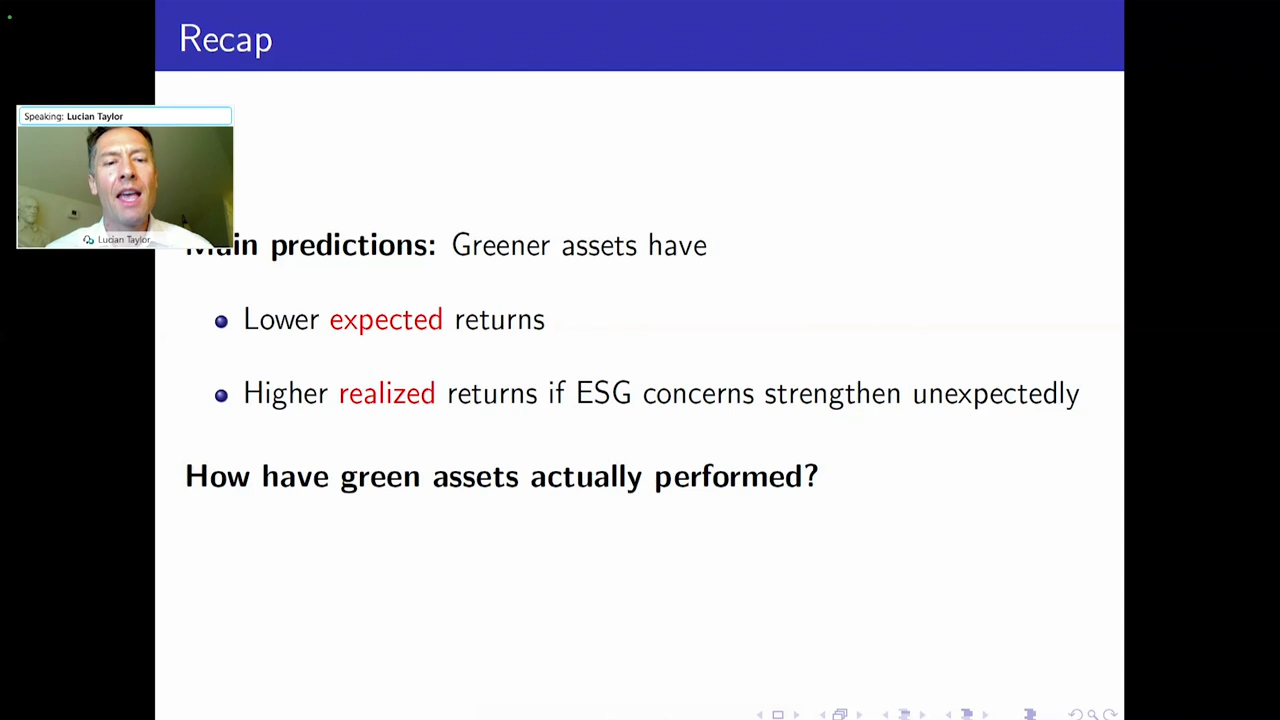 Recap
Speaking: Lucian Taylor
Lucian Taylor
Main predictions: Greener assets have
Lower expected returns
Higher realized returns if ESG concerns strengthen unexpectedly
How have green assets actually performed?